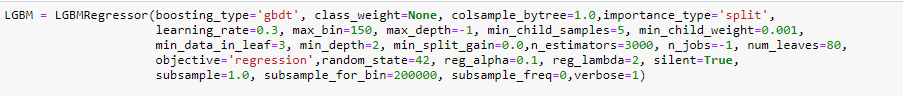 LGBM = LGBMRegressor(boosting_type='gbdt', class_weight=None, colsample_bytree=1.0,importance_type='split',
learning_rate=0.3, max_bin=150, max_depth=-1, min_child_samples=5, min_child_weight=0.001,
min_data_in_leaf=3, min_depth=2, min_split_gain=0.0,n_estimators=3000, n_jobs=-1, num_leaves=80,
objective='regression',random_state=42, reg_alpha=0.1, reg_lambda=2, silent=True,
subsample=1.0, subsample_for_bin=200000, subsample_freq=0,verbose=1)